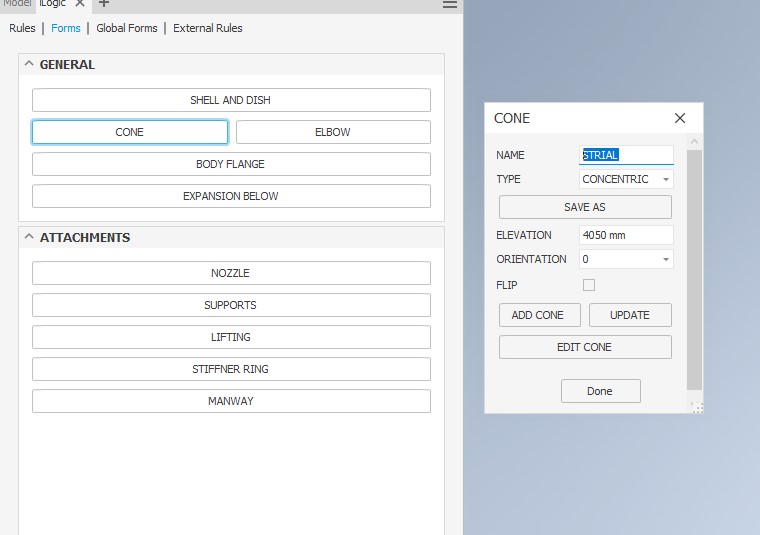 Model iLogic × +
Rules | Forms | Global Forms | External Rules
GENERAL
SHELL AND DISH
CONE ELBOW
BODY FLANGE
EXPANSION BELOW
ATTACHMENTS
NOZZLE
SUPPORTS
LIFTING
STIFFNER RING
MANWAY
CONE
NAME STRIAL
TYPE CONCENTRIC
SAVE AS
ELEVATION 4050 mm
ORIENTATION 0
FLIP
ADD CONE UPDATE
EDIT CONE
Done